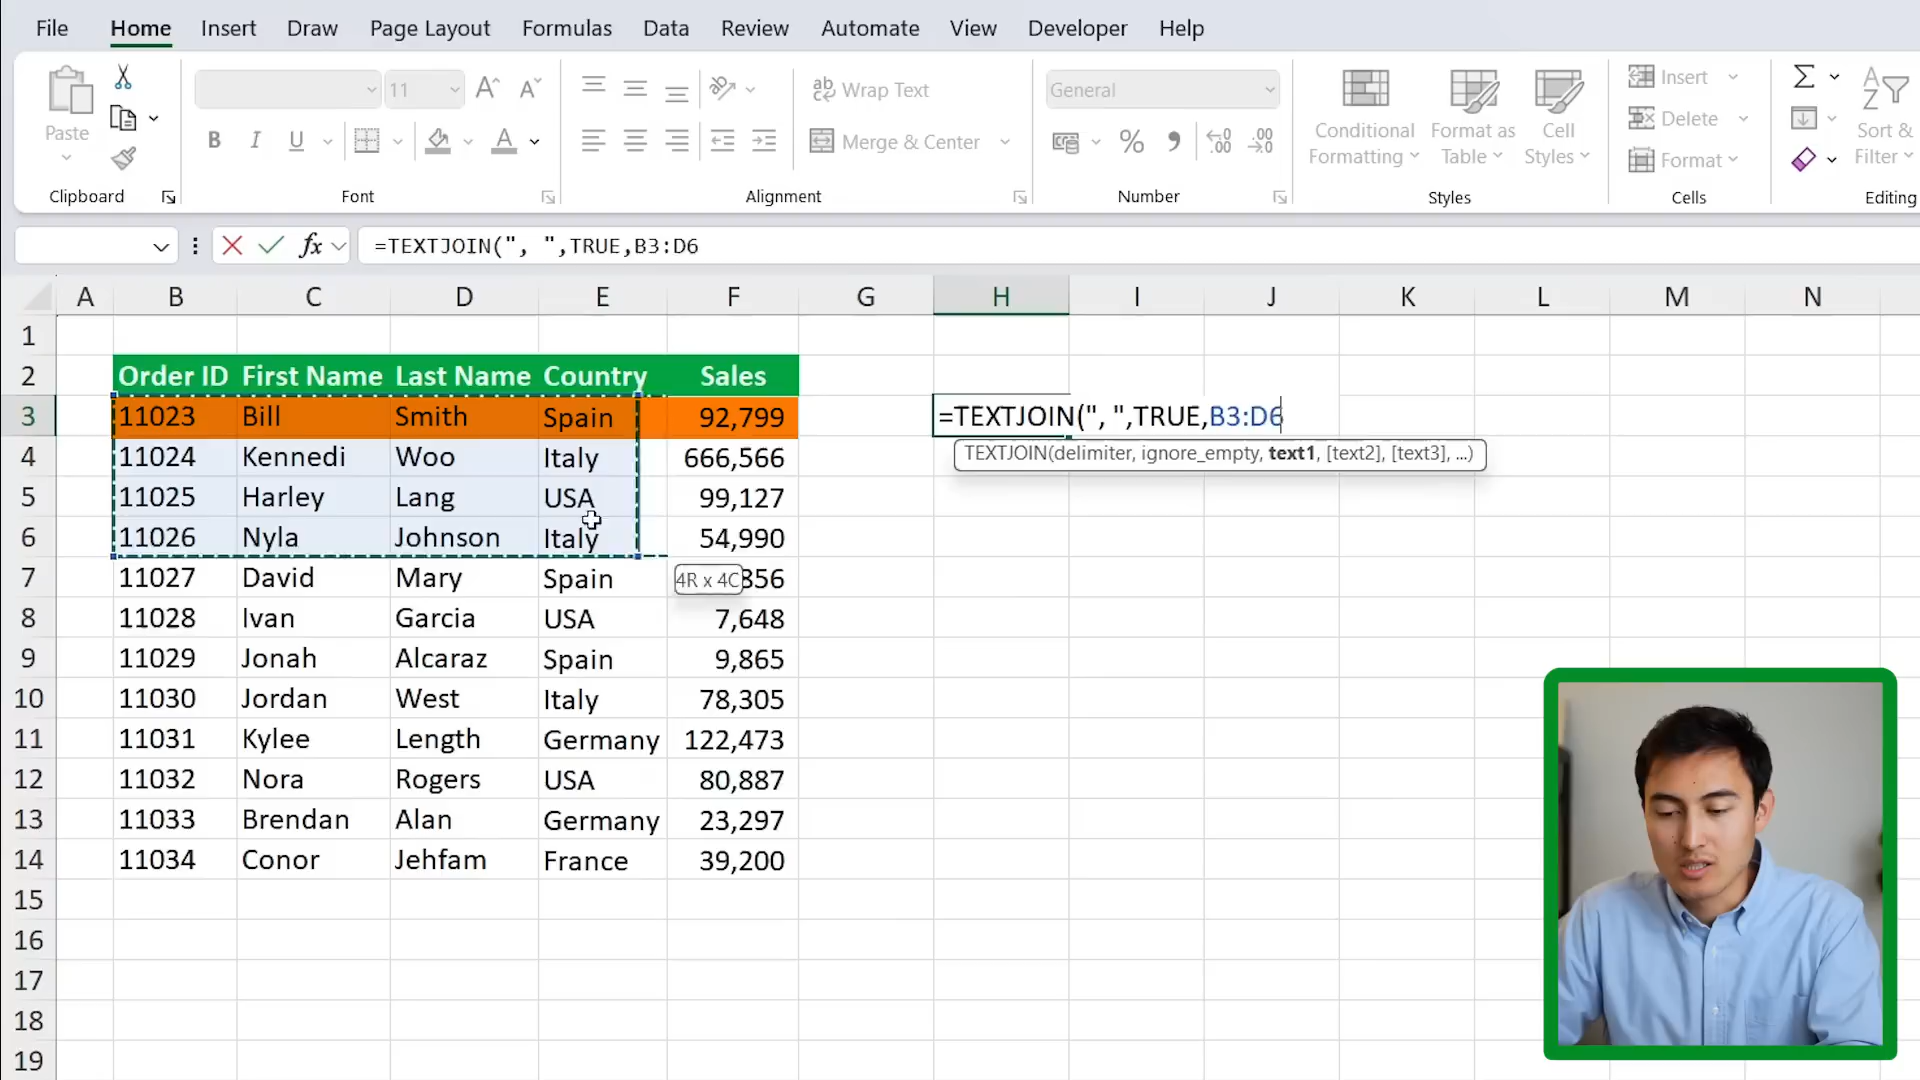 File Home Insert Draw Page Layout Formulas Data Review Automate View Developer Help
Paste
11
ab Wrap Text
General
Insert
B I U
A
Merge & Center
% 
Conditional Formatting
Format as Table
Cell Styles
Delete
Format
Σ
A Z
Sort & Filter
Clipboard Font Alignment Number Styles Cells Editing
fx =TEXTJOIN(", ",TRUE,B3:D6
A B C D E F G H I J K L M N
1
2 Order ID First Name Last Name Country Sales
3 11023 Bill Smith Spain 92,799 =TEXTJOIN(", ",TRUE,B3:D6
TEXTJOIN(delimiter, ignore_empty, text1, [text2], [text3], ...)
4 11024 Kennedi Woo Italy 666,566
5 11025 Harley Lang USA 99,127
6 11026 Nyla Johnson Italy 54,990
7 11027 David Mary Spain 4R x 4C 856
8 11028 Ivan Garcia USA 7,648
9 11029 Jonah Alcaraz Spain 9,865
10 11030 Jordan West Italy 78,305
11 11031 Kylee Length Germany 122,473
12 11032 Nora Rogers USA 80,887
13 11033 Brendan Alan Germany 23,297
14 11034 Conor Jehfam France 39,200
15
16
17
18
19